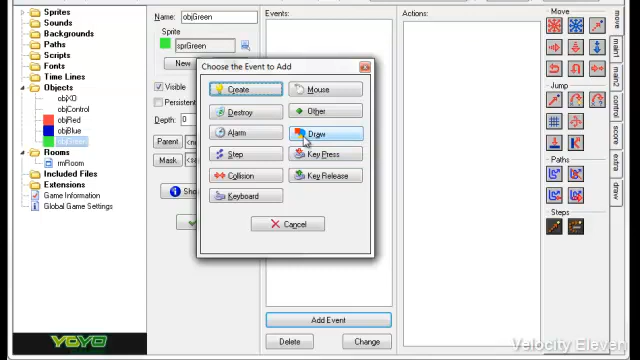 Sprites
Sounds
Backgrounds
Paths
Scripts
Fonts
Time Lines
Objects
objXO
objControl
objRed
objBlue
objGreen
Rooms
rmRoom
Included Files
Extensions
Game Information
Global Game Settings
YOYO
Name: objGreen
Sprite
sprGreen
New
Visible
Persistent
Depth: 0
Parent
Mask
Sho
Events:
Choose the Event to Add
Create
Mouse
Destroy
Other
Alarm
Draw
Step
Key Press
Collision
Key Release
Keyboard
Cancel
Add Event
Delete
Change
Actions:
Move
Jump
Paths
Steps
move
main1
main2
control
score
extra
draw
Velocity Eleven